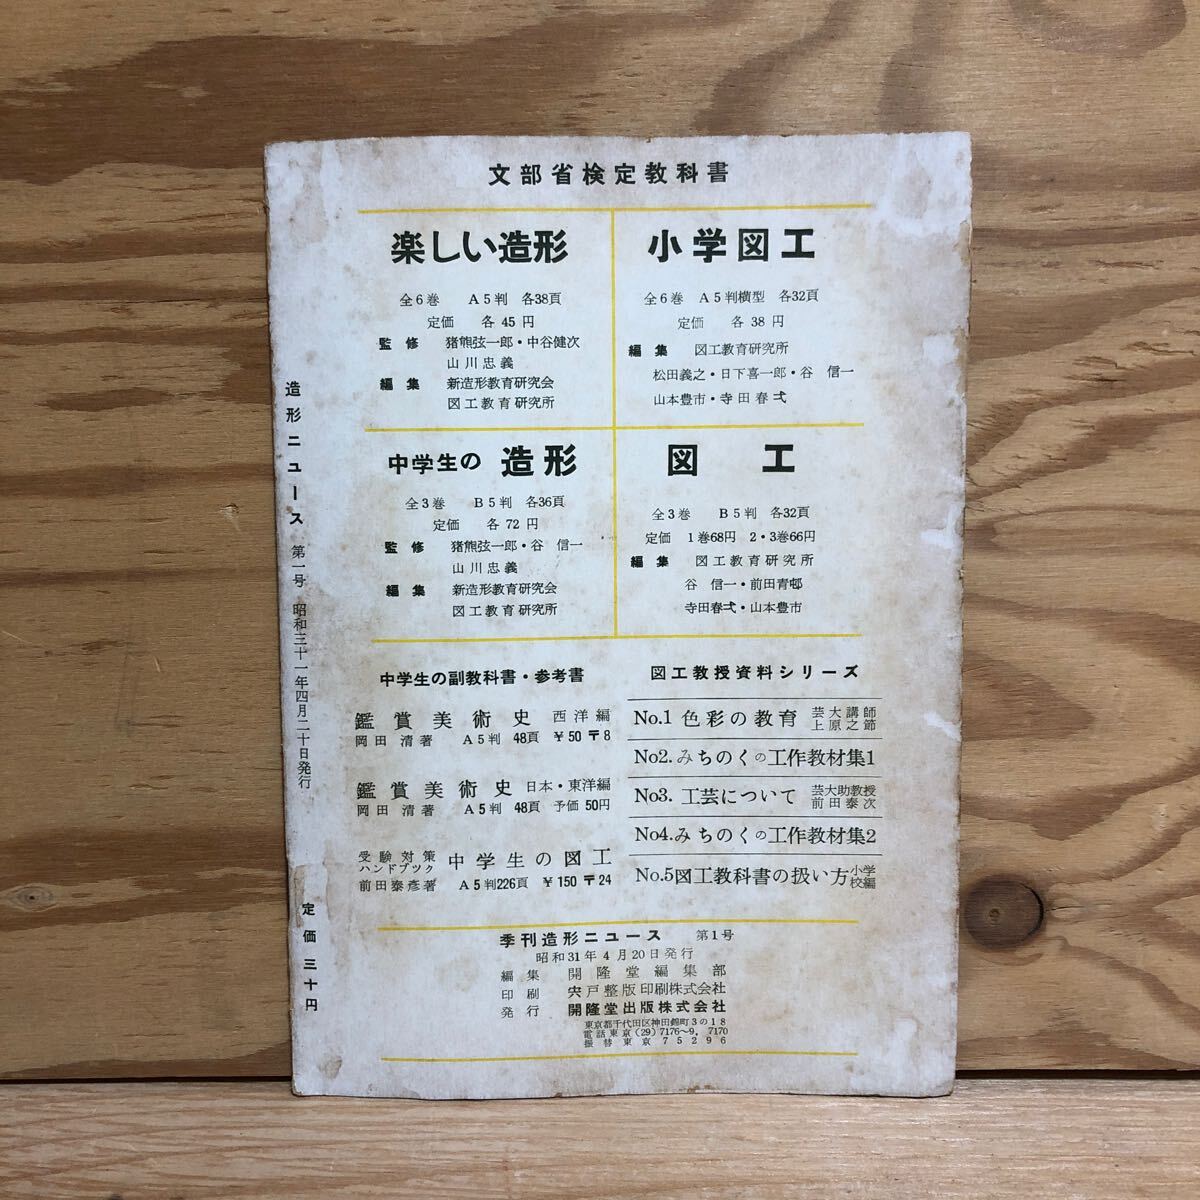 文部省検定教科書
楽しい造形
全6巻 A5判 各38頁
定価 各45円
監修 猪熊弦一郎・中谷健次
山川忠義
編集 新造形教育研究会
図工教育研究所
小学図工
全6巻 A5判横型 各32頁
定価 各38円
編集 図工教育研究所
松田義之・日下喜一郎・谷 信一
山本豊市・寺田春弌
中学生の 造形
全3巻 B5判 各36頁
定価 各72円
監修 猪熊弦一郎・谷 信一
山川忠義
編集 新造形教育研究会
図工教育研究所
図工
全3巻 B5判 各32頁
定価 1巻68円 2・3巻66円
編集 図工教育研究所
谷 信一・前田青邨
寺田春弌・山本豊市
中学生の副教科書・参考書
鑑賞美術史 西洋編
岡田 清著 A5判 48頁 ¥50 〒8
鑑賞美術史 日本・東洋編
岡田 清著 A5判 48頁 予価50円
受験対策
ハンドブック 中学生の図工
前田泰彦著 A5判226頁 ¥150 〒24
図工教授資料シリーズ
No.1 色彩の教育 芸大講師
上原之節
No2. みちのくの工作教材集1
No3. 工芸について 芸大助教授
前田泰次
No4. みちのくの工作教材集2
No.5 図工教科書の扱い方 小学
校編
季刊造形ニュース 第1号
昭和31年4月20日発行
編集 開隆堂編集部
印刷 宍戸整版印刷株式会社
発行 開隆堂出版株式会社
東京都千代田区神田錦町3の18
電話東京(29)7176〜9, 7170
振替東京 75296
造形ニュース 第一号 昭和三十一年四月二十日発行
定価 三十円